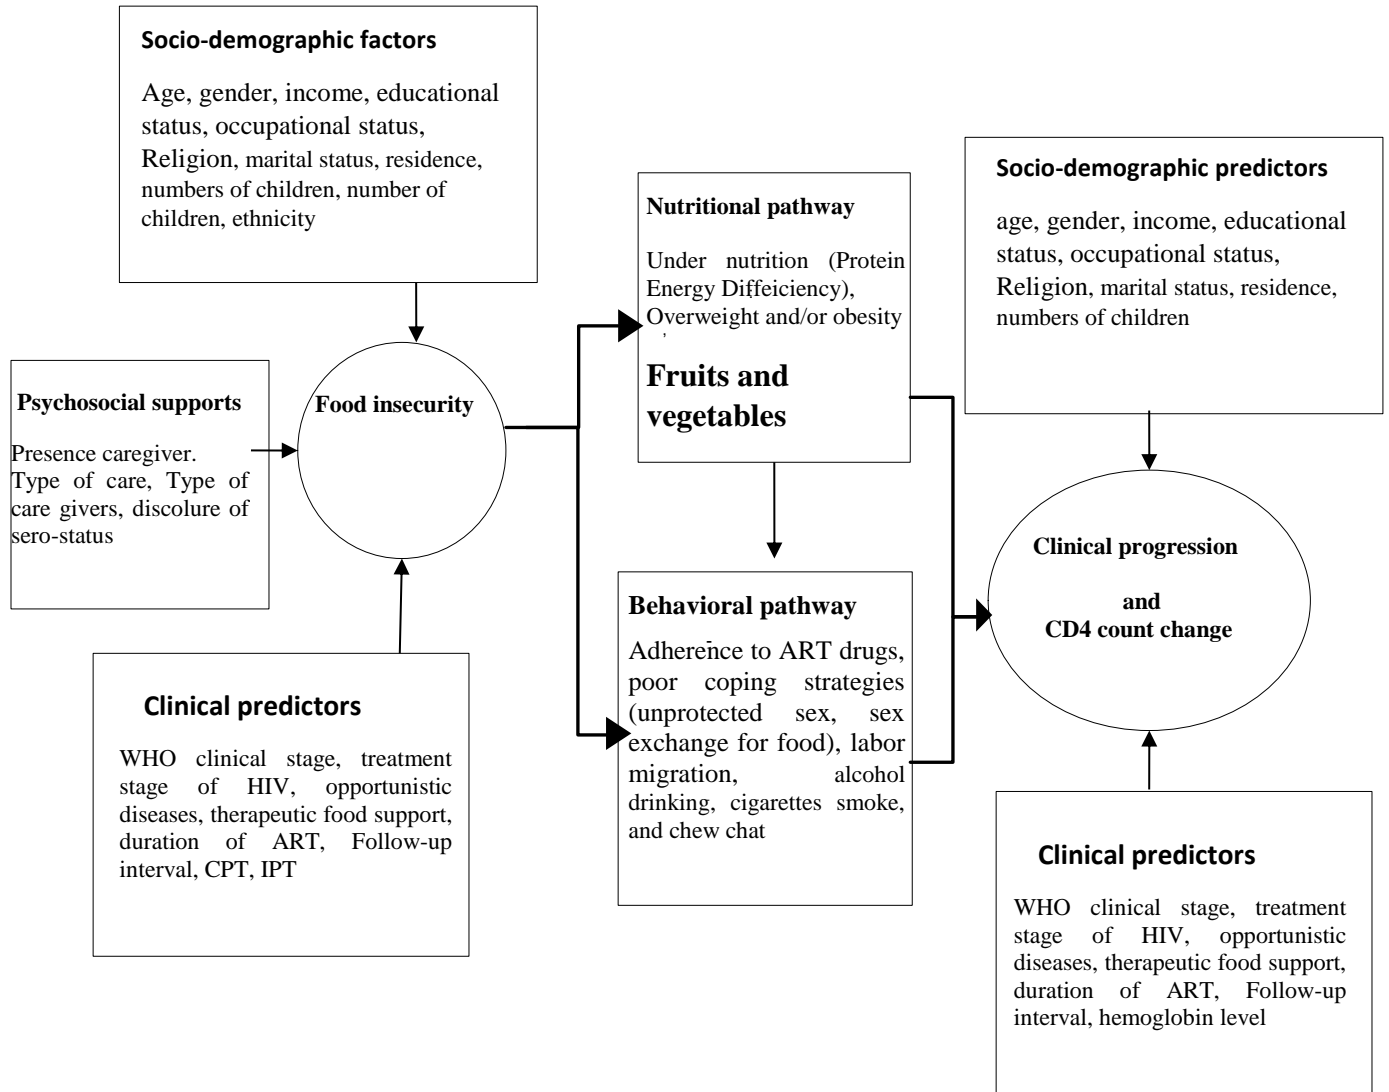 Socio-demographic factors
Age, gender, income, educational
status, occupational status,
Religion, marital status, residence,
numbers of children, number of
children, ethnicity
Psychosocial supports
Presence caregiver.
Type of care, Type of
care givers, discolure of
sero-status
Food insecurity
Clinical predictors
WHO clinical stage, treatment
stage of HIV, opportunistic
diseases, therapeutic food support,
duration of ART, Follow-up
interval, CPT, IPT
Nutritional pathway
Under nutrition (Protein
Energy Diffeiciency),
Overweight and/or obesity
,
Fruits and
vegetables
Behavioral pathway
Adherence to ART drugs,
poor coping strategies
(unprotected sex, sex
exchange for food), labor
migration, alcohol
drinking, cigarettes smoke,
and chew chat
Socio-demographic predictors
age, gender, income, educational
status, occupational status,
Religion, marital status, residence,
numbers of children
Clinical progression
and
CD4 count change
Clinical predictors
WHO clinical stage, treatment
stage of HIV, opportunistic
diseases, therapeutic food support,
duration of ART, Follow-up
interval, hemoglobin level